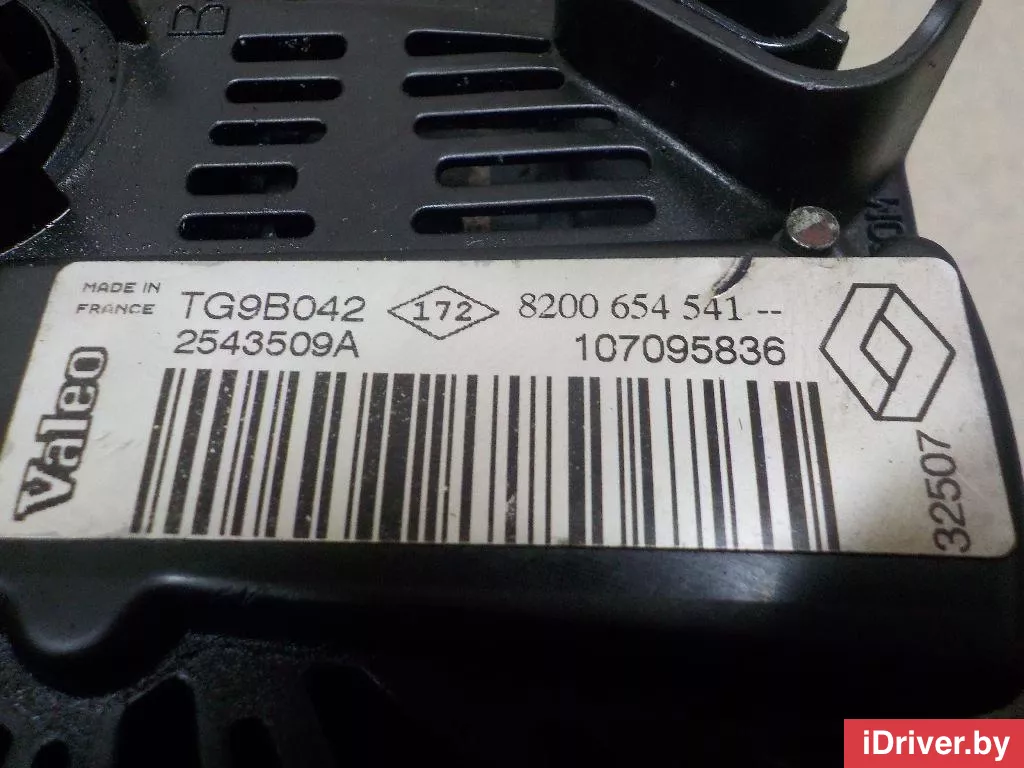 B
MADE IN
FRANCE
TG9B042
172
8200 654 541 --
2543509A
107095836
Valeo
32507
iDriver.by